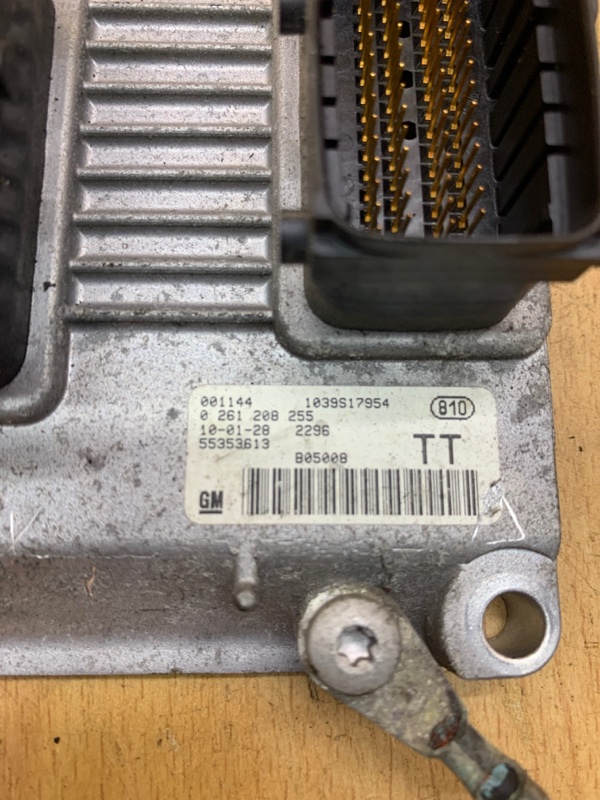 001144 1039S17954
0 261 208 255 810
10-01-28 2296
55353613 TT
B05008
GM